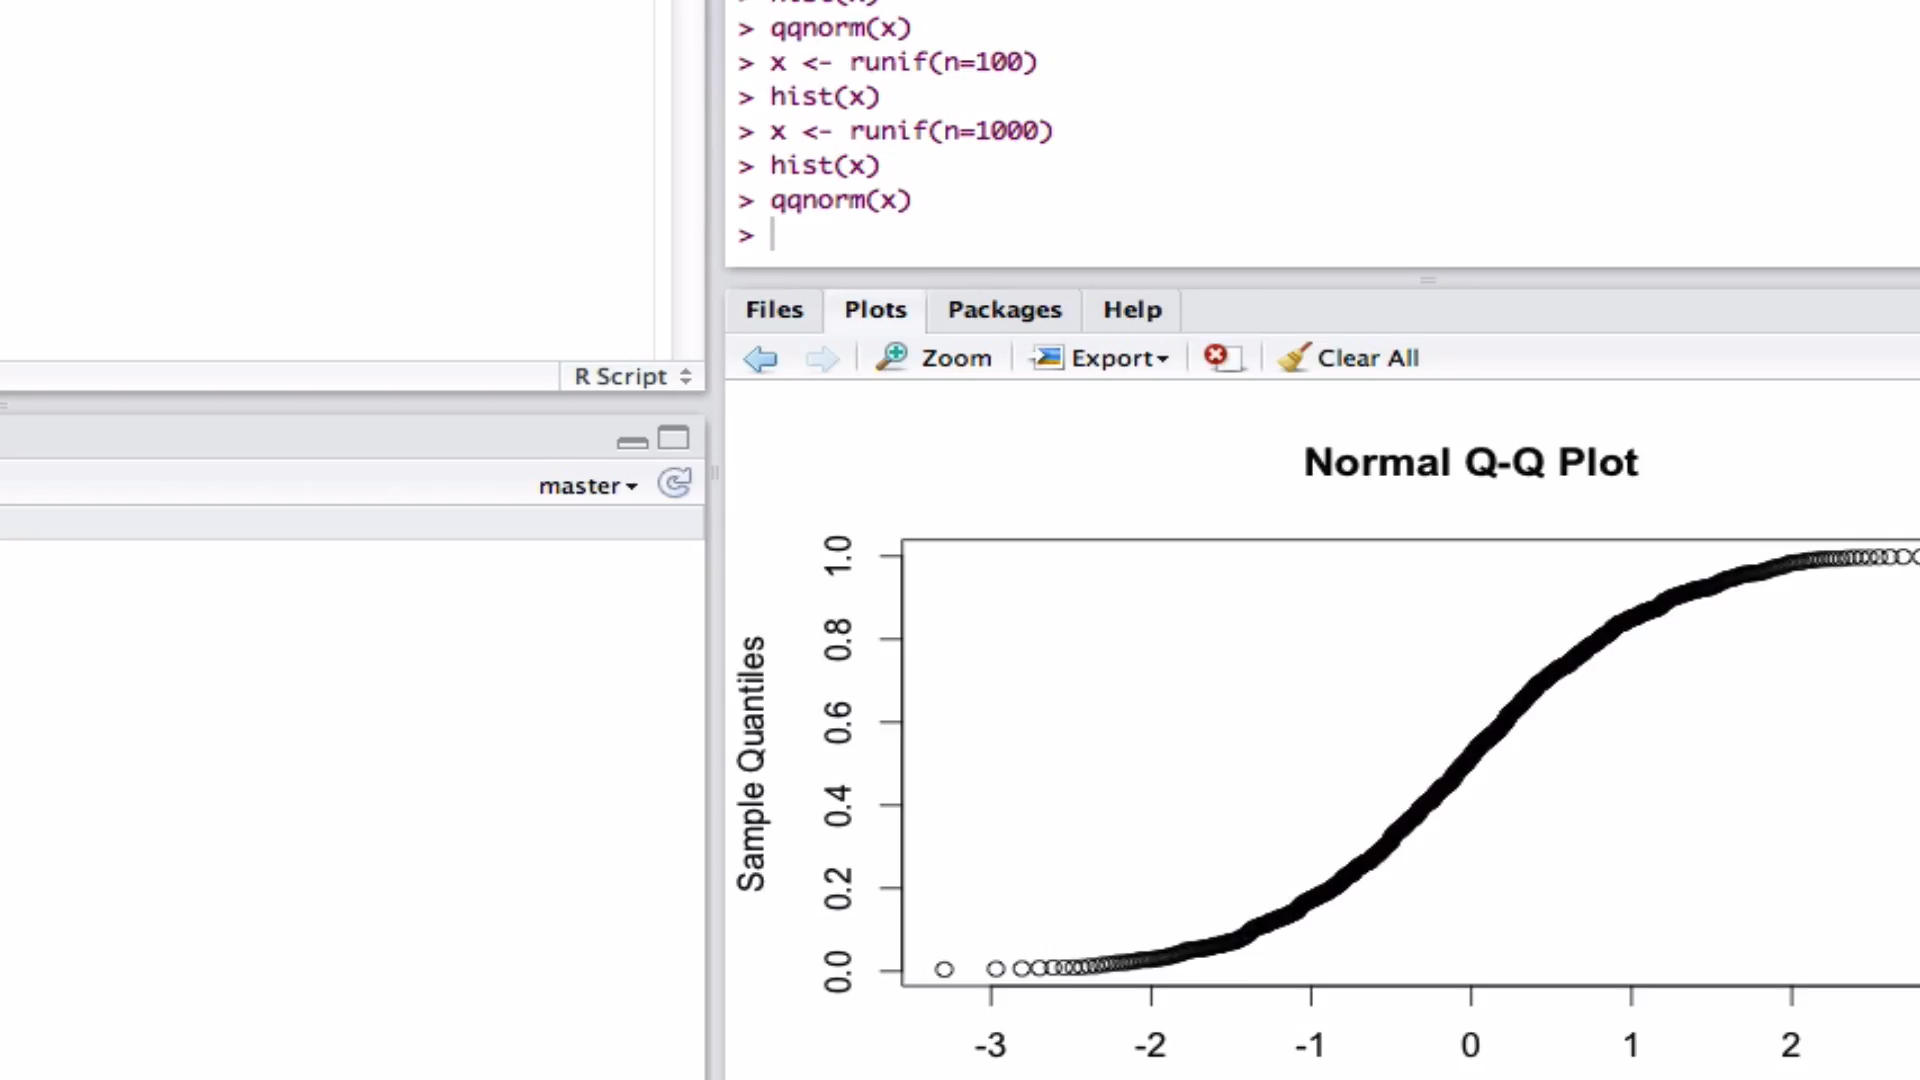 > hist(x)
> qqnorm(x)
> x <- runif(n=100)
> hist(x)
> x <- runif(n=1000)
> hist(x)
> qqnorm(x)
>
R Script
master
Files Plots Packages Help
Zoom Export Clear All
Normal Q-Q Plot
Sample Quantiles
1.0
0.8
0.6
0.4
0.2
0.0
-3 -2 -1 0 1 2